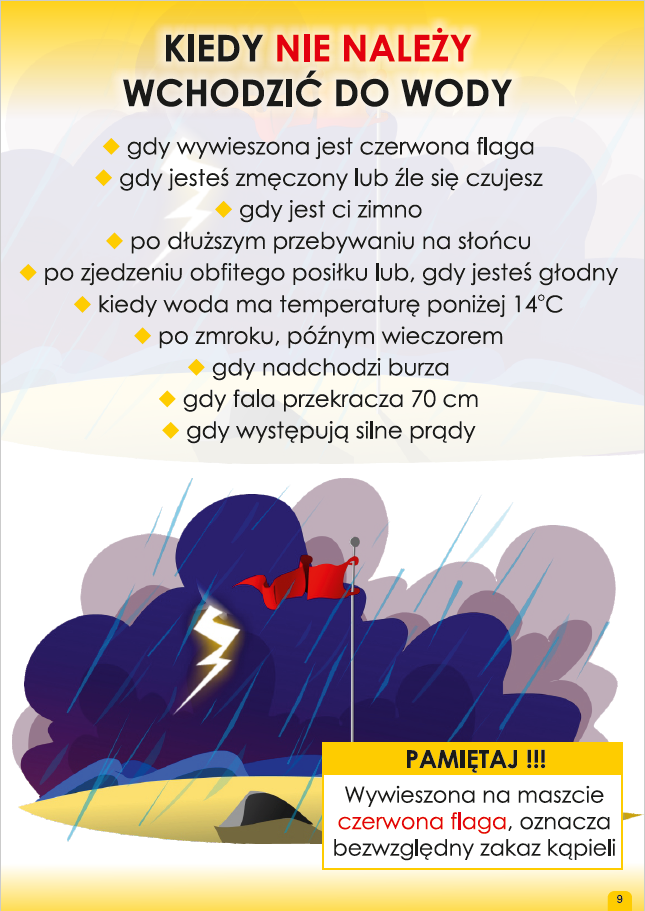 KIEDY NIE NALEŻY
WCHODZIĆ DO WODY
◆ gdy wywieszona jest czerwona flaga
◆ gdy jesteś zmęczony lub źle się czujesz
◆ gdy jest ci zimno
◆ po dłuższym przebywaniu na słońcu
◆ po zjedzeniu obfitego posiłku lub, gdy jesteś głodny
◆ kiedy woda ma temperaturę poniżej 14°C
◆ po zmroku, późnym wieczorem
◆ gdy nadchodzi burza
◆ gdy fala przekracza 70 cm
◆ gdy występują silne prądy
PAMIĘTAJ !!!
Wywieszona na maszcie
czerwona flaga, oznacza
bezwzględny zakaz kąpieli
9